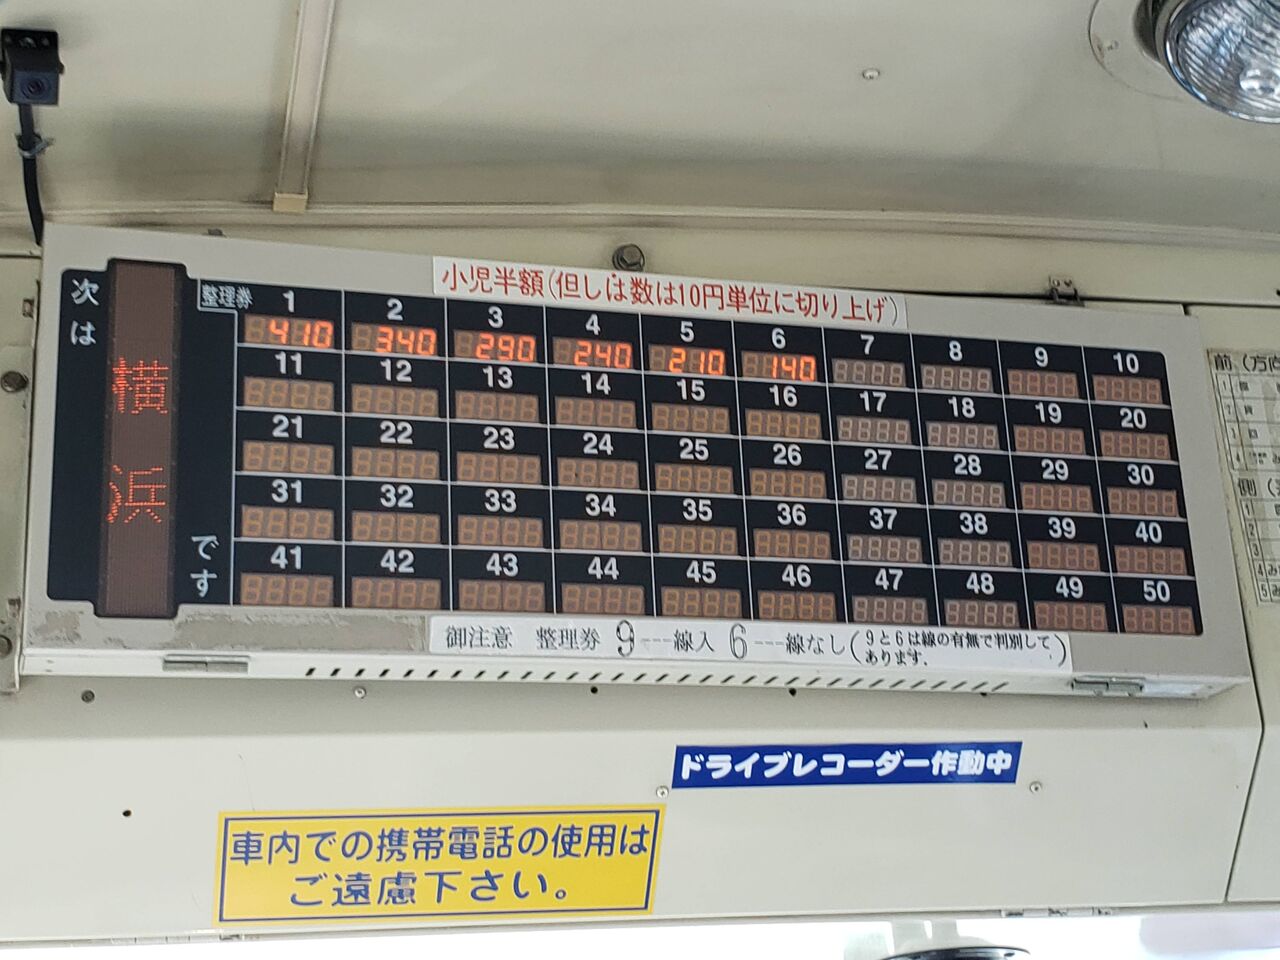 小児半額(但しは数は10円単位に切り上げ)
次は
横浜
です
整理券
1 2 3 4 5 6 7 8 9 10
410 340 290 240 210 140
11 12 13 14 15 16 17 18 19 20
21 22 23 24 25 26 27 28 29 30
31 32 33 34 35 36 37 38 39 40
41 42 43 44 45 46 47 48 49 50
御注意 整理券 9---線入 6---線なし(9と6は線の有無で判別して
あります.)
ドライブレコーダー作動中
車内での携帯電話の使用は
ご遠慮下さい。
前(方向
側(